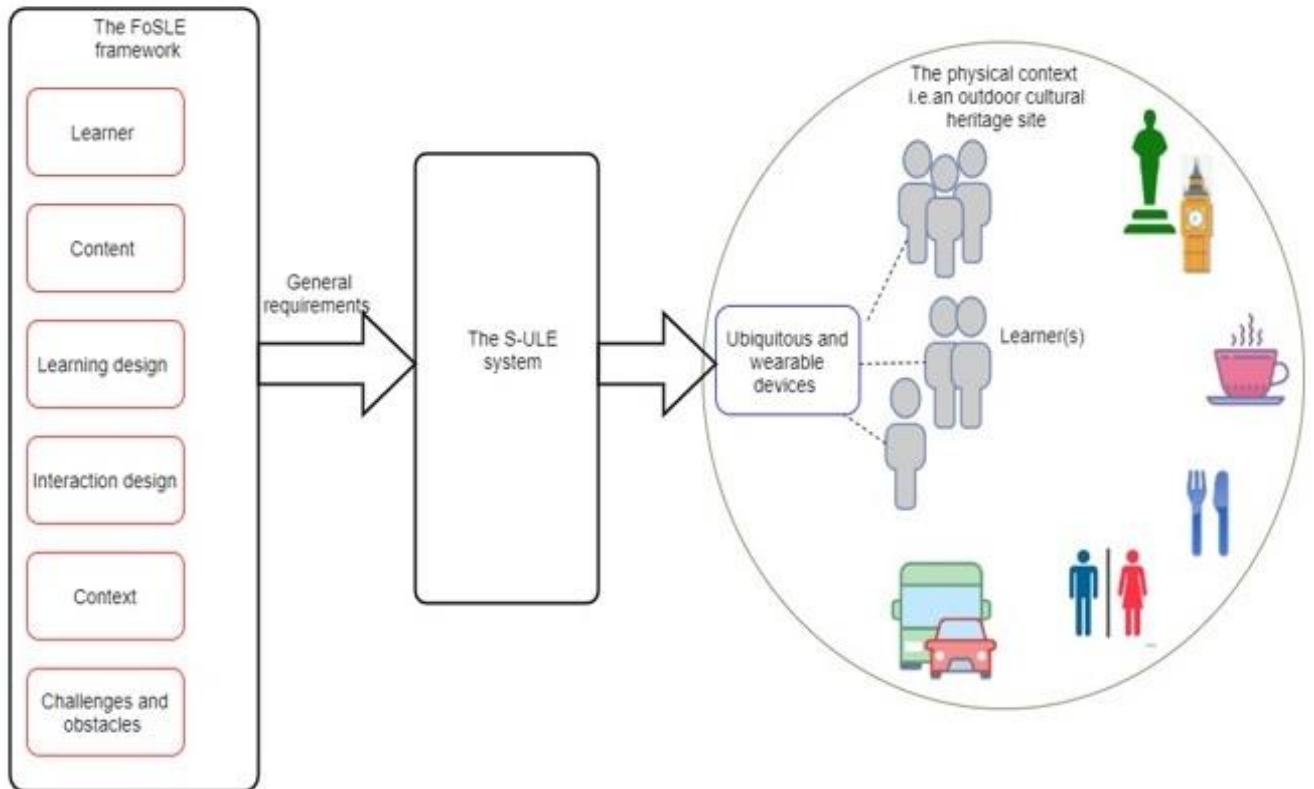 The FoSLE
framework
Learner
Content
Learning design
Interaction design
Context
Challenges and
obstacles
General
requirements
The S-ULE
system
The physical context
i.e.an outdoor cultural
heritage site
Ubiquitous and
wearable
devices
Learner(s)